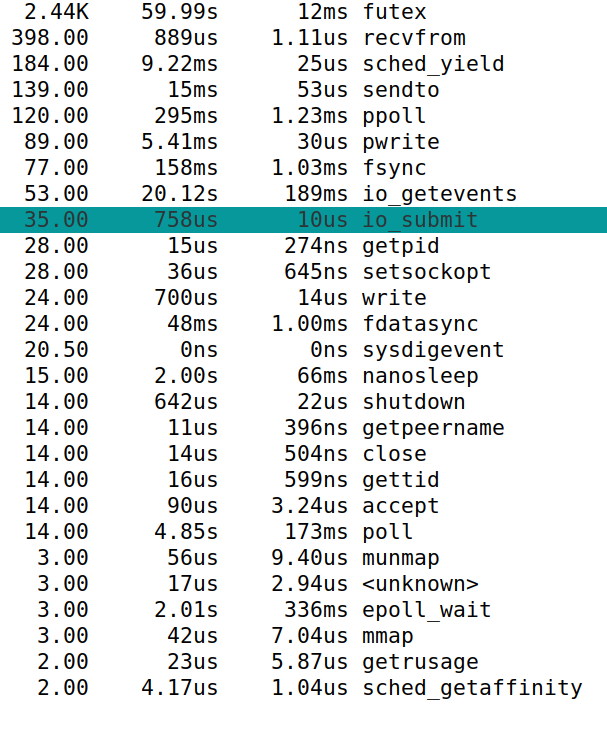 2.44K 59.99s 12ms futex
398.00 889us 1.11us recvfrom
184.00 9.22ms 25us sched_yield
139.00 15ms 53us sendto
120.00 295ms 1.23ms ppoll
89.00 5.41ms 30us pwrite
77.00 158ms 1.03ms fsync
53.00 20.12s 189ms io_getevents
35.00 758us 10us io_submit
28.00 15us 274ns getpid
28.00 36us 645ns setsockopt
24.00 700us 14us write
24.00 48ms 1.00ms fdatasync
20.50 0ns 0ns sysdigevent
15.00 2.00s 66ms nanosleep
14.00 642us 22us shutdown
14.00 11us 396ns getpeername
14.00 14us 504ns close
14.00 16us 599ns gettid
14.00 90us 3.24us accept
14.00 4.85s 173ms poll
3.00 56us 9.40us munmap
3.00 17us 2.94us <unknown>
3.00 2.01s 336ms epoll_wait
3.00 42us 7.04us mmap
2.00 23us 5.87us getrusage
2.00 4.17us 1.04us sched_getaffinity